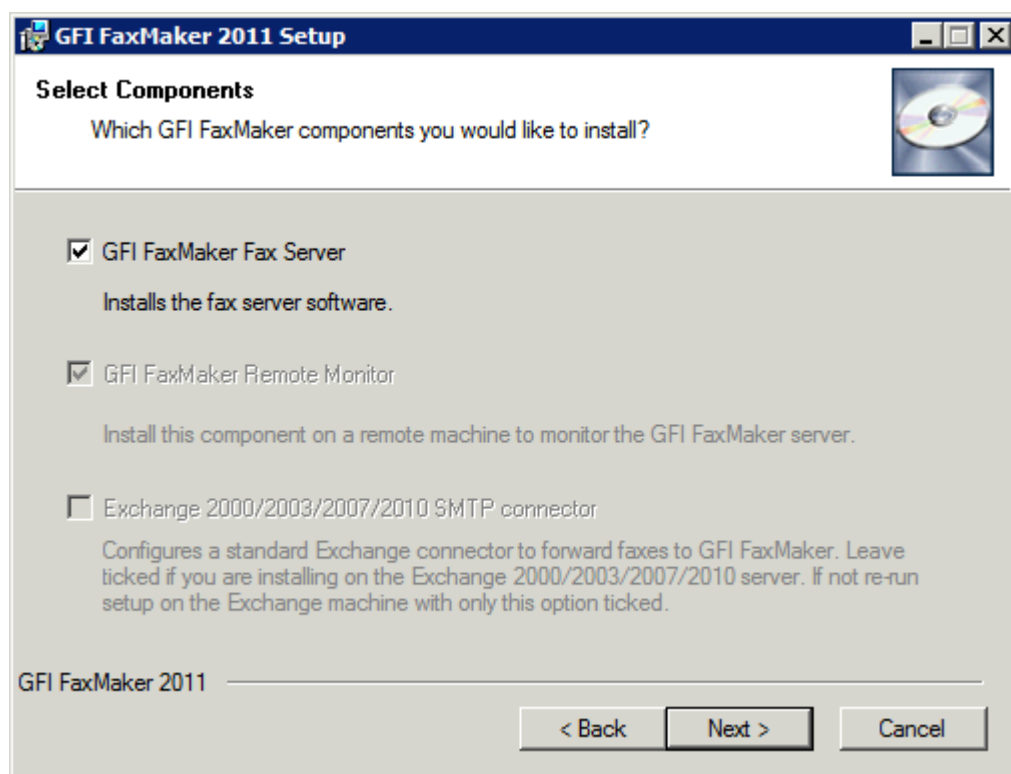 GFI FaxMaker 2011 Setup
Select Components
Which GFI FaxMaker components you would like to install?
GFI FaxMaker Fax Server
Installs the fax server software.
GFI FaxMaker Remote Monitor
Install this component on a remote machine to monitor the GFI FaxMaker server.
Exchange 2000/2003/2007/2010 SMTP connector
Configures a standard Exchange connector to forward faxes to GFI FaxMaker. Leave
ticked if you are installing on the Exchange 2000/2003/2007/2010 server. If not re-run
setup on the Exchange machine with only this option ticked.
GFI FaxMaker 2011
< Back Next > Cancel